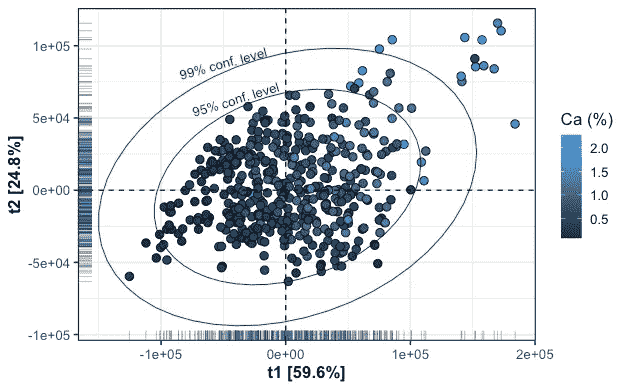 1e+05
5e+04
0e+00
-5e+04
-1e+05
t2 [24.8%]
99% conf. level
95% conf. level
-1e+05
0e+00
1e+05
2e+05
t1 [59.6%]
Ca (%)
2.0
1.5
1.0
0.5